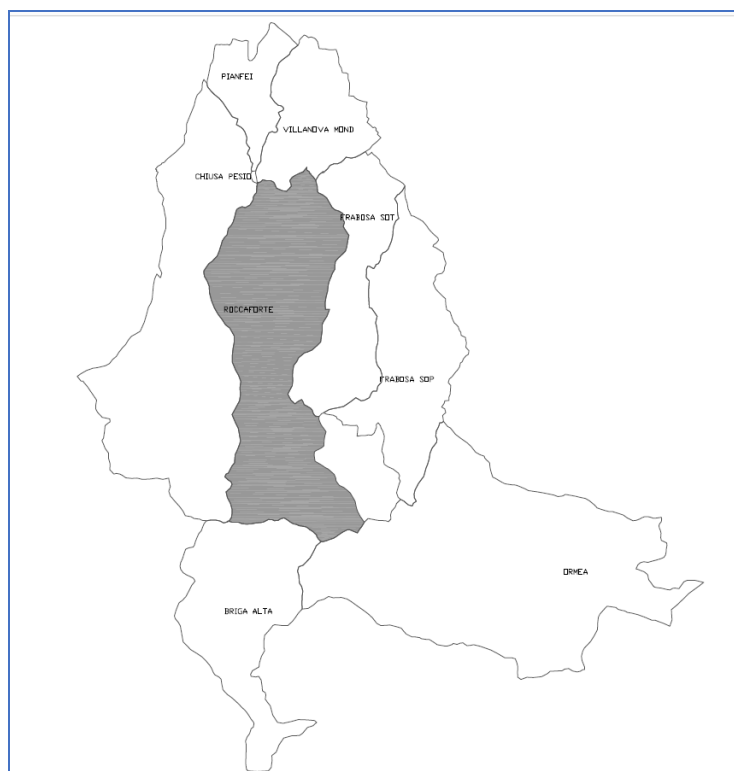 PIANFEI
VILLANOVA MOND
CHIUSA PESIO
FRABOSA SOT
ROCCAFORTE
FRABOSA SOP
ORMEA
BRIGA ALTA